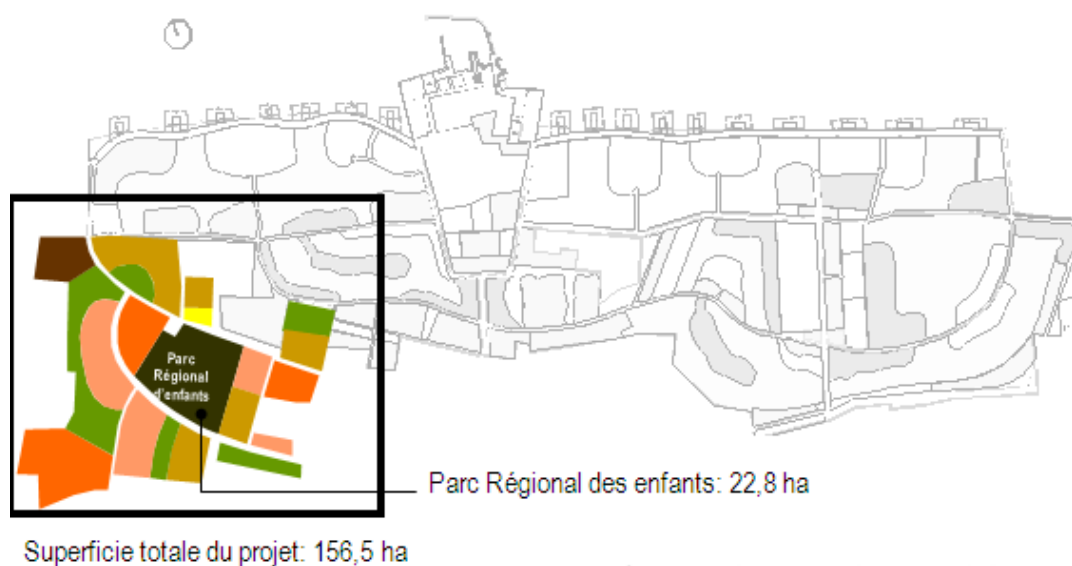 Parc
Régional
d'enfants
Parc Régional des enfants: 22,8 ha
Superficie totale du projet: 156,5 ha